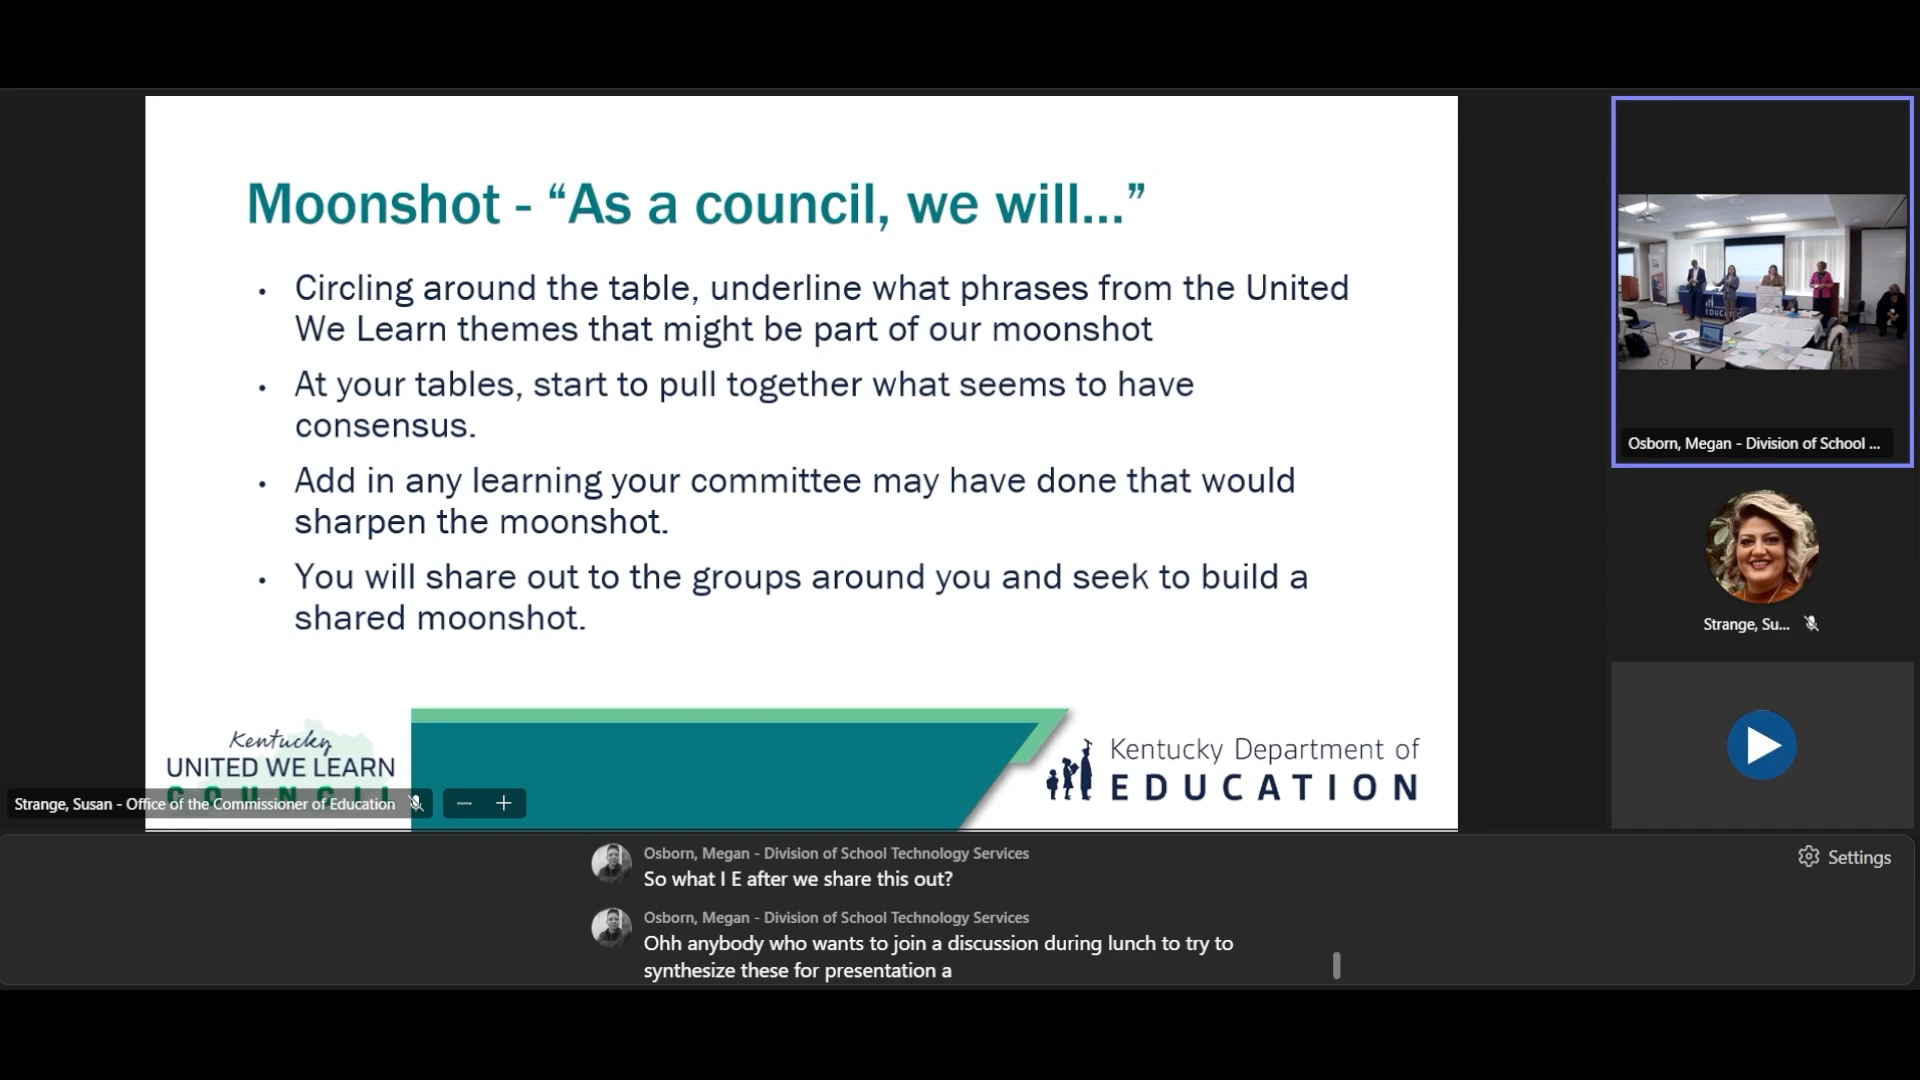 Moonshot - “As a council, we will...”
• Circling around the table, underline what phrases from the United
We Learn themes that might be part of our moonshot
• At your tables, start to pull together what seems to have
consensus.
• Add in any learning your committee may have done that would
sharpen the moonshot.
• You will share out to the groups around you and seek to build a
shared moonshot.
Kentucky
UNITED WE LEARN
COUNCIL
Kentucky Department of
EDUCATION
Strange, Susan - Office of the Commissioner of Education
Osborn, Megan - Division of School ...
Strange, Su...
Osborn, Megan - Division of School Technology Services
So what I E after we share this out?
Osborn, Megan - Division of School Technology Services
Ohh anybody who wants to join a discussion during lunch to try to
synthesize these for presentation a
Settings